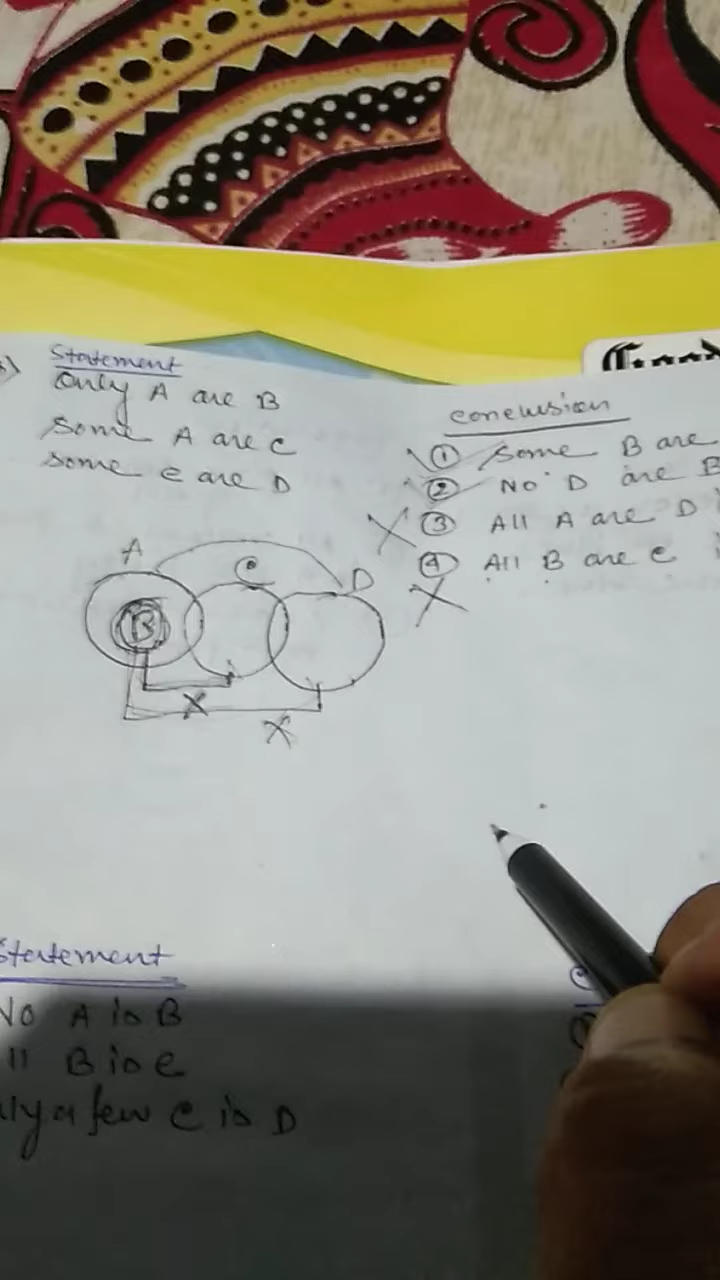 Statement
Only A are B
Some A are C
Some C are D
Conclusion
① Some B are
② No D are B
③ All A are D
④ All B are C
A
B
C
D
Statement
No A is B
B is C
a few C is D